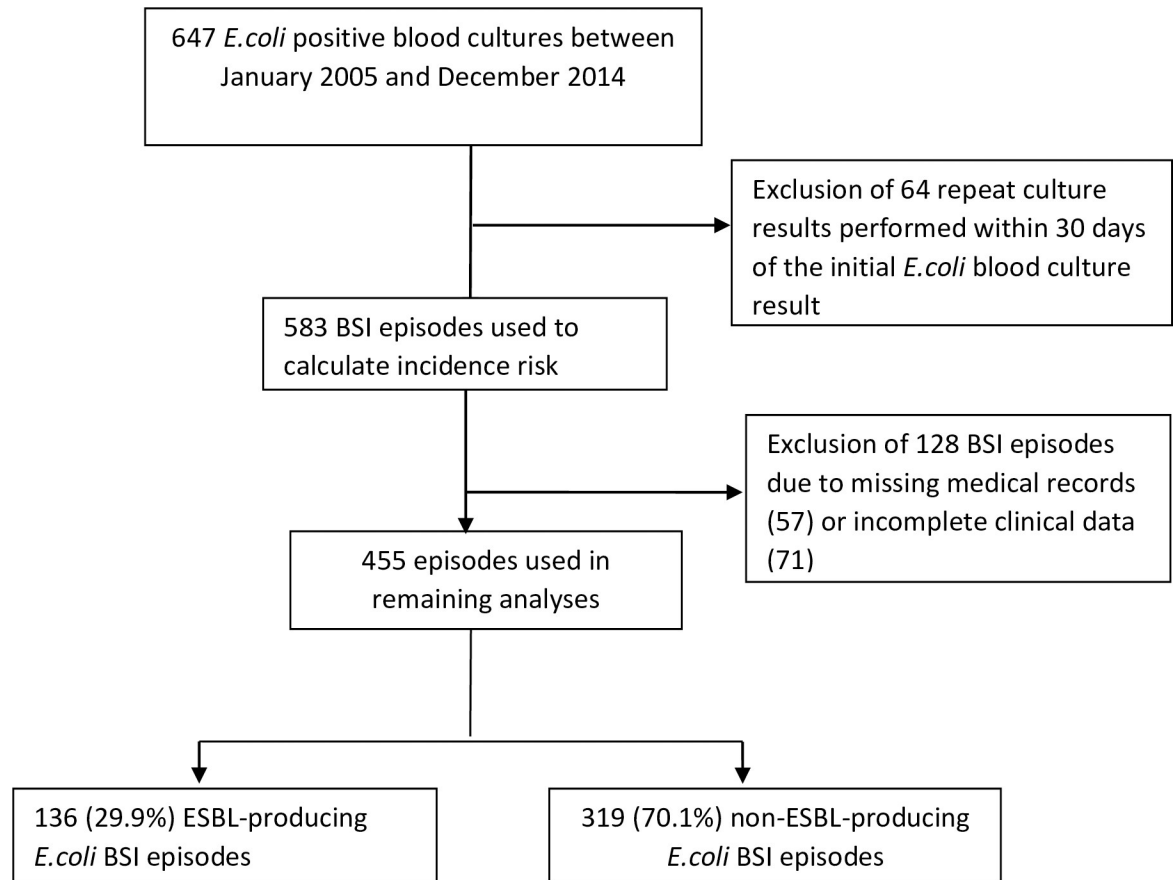 647 E.coli positive blood cultures between
January 2005 and December 2014
Exclusion of 64 repeat culture
results performed within 30 days
of the initial E.coli blood culture
result
583 BSI episodes used to
calculate incidence risk
Exclusion of 128 BSI episodes
due to missing medical records
(57) or incomplete clinical data
(71)
455 episodes used in
remaining analyses
136 (29.9%) ESBL-producing
E.coli BSI episodes
319 (70.1%) non-ESBL-producing
E.coli BSI episodes